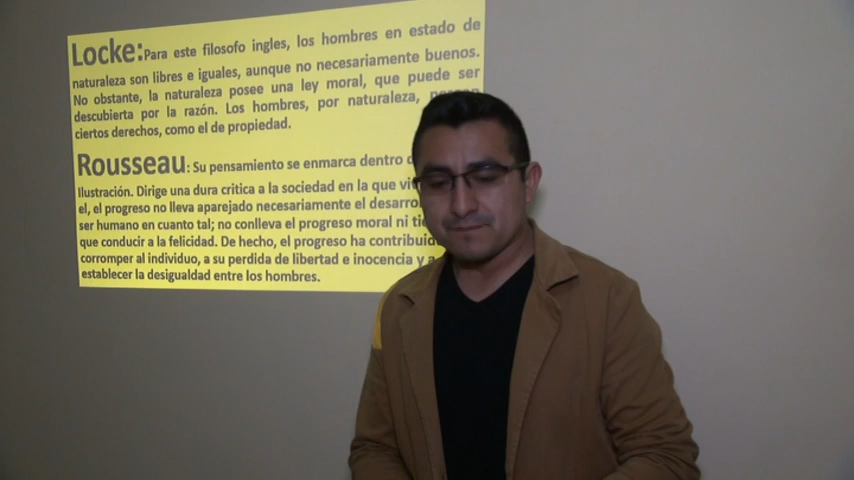 Locke:Para este filosofo ingles, los hombres en estado de
naturaleza son libres e iguales, aunque no necesariamente buenos.
No obstante, la naturaleza posee una ley moral, que puede ser
descubierta por la razón. Los hombres, por naturaleza,
ciertos derechos, como el de propiedad.
Rousseau: Su pensamiento se enmarca dentro
Ilustración. Dirige una dura critica a la sociedad en la que
el, el progreso no lleva aparejado necesariamente el
ser humano en cuanto tal; no conlleva el progreso moral ni
que conducir a la felicidad. De hecho, el progreso ha
corromper al individuo, a su perdida de libertad e inocencia y a
establecer la desigualdad entre los hombres.